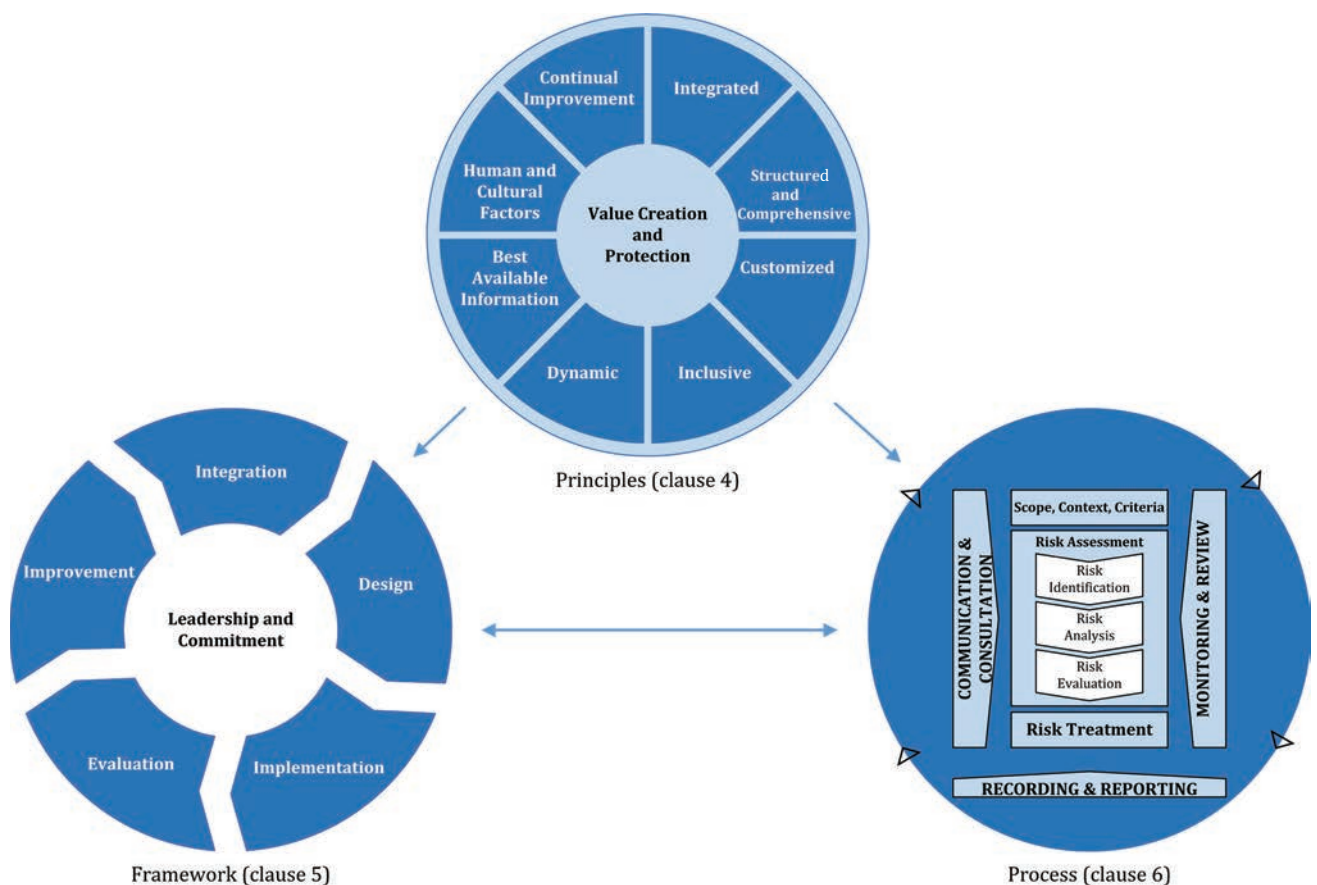 Continual
Improvement
Integrated
Human and
Cultural
Factors
Structured
and
Comprehensive
Value Creation
and
Protection
Best
Available
Information
Customized
Dynamic
Inclusive
Principles (clause 4)
Integration
Improvement
Design
Leadership and
Commitment
Evaluation
Implementation
Framework (clause 5)
Scope, Context, Criteria
Risk Assessment
Risk
Identification
Risk
Analysis
Risk
Evaluation
Risk Treatment
COMMUNICATION &
CONSULTATION
MONITORING & REVIEW
RECORDING & REPORTING
Process (clause 6)